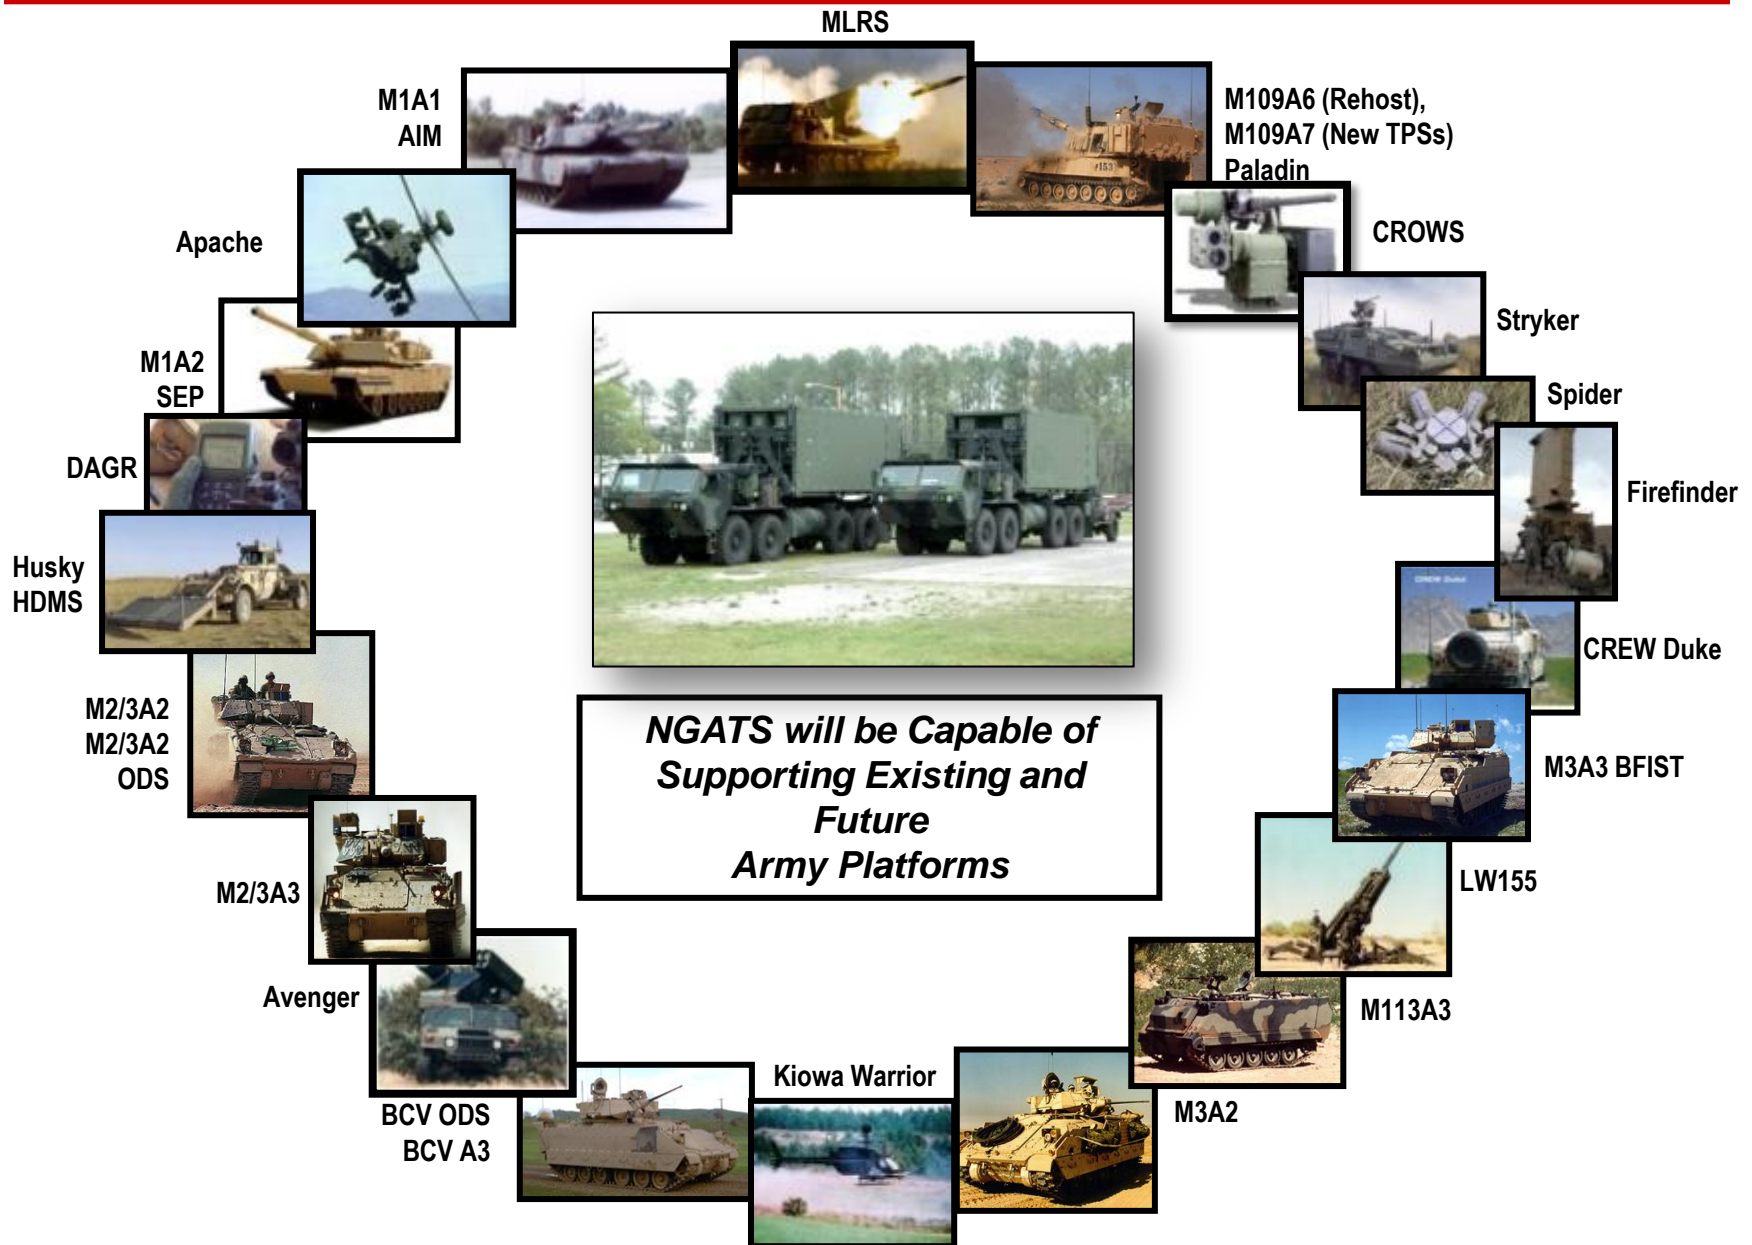 MLRS
M1A1
AIM
M109A6 (Rehost),
M109A7 (New TPSs)
Paladin
Apache
CROWS
Stryker
M1A2
SEP
Spider
DAGR
Firefinder
Husky
HDMS
CREW Duke
CREW Duke
M2/3A2
M2/3A2
ODS
NGATS will be Capable of
Supporting Existing and
Future
Army Platforms
M3A3 BFIST
M2/3A3
LW155
Avenger
M113A3
Kiowa Warrior
BCV ODS
BCV A3
M3A2